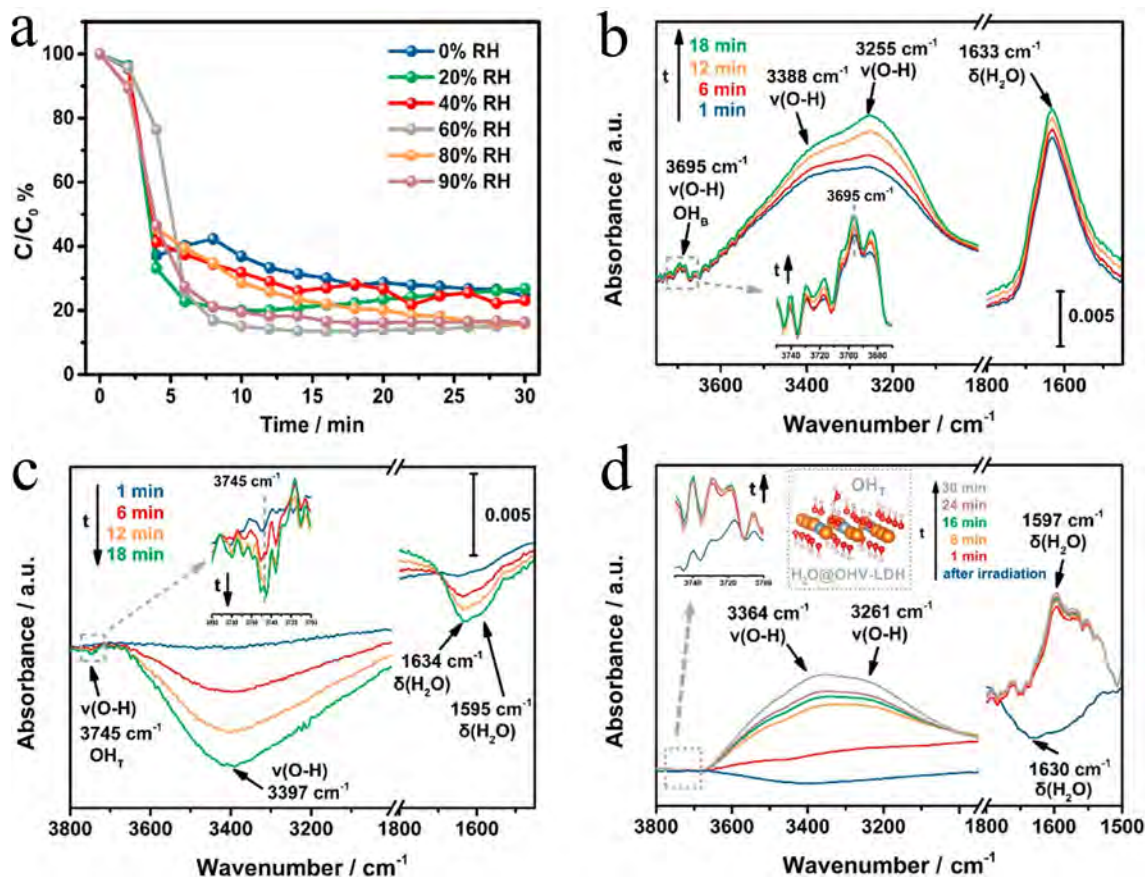 a
C/C₀ %
100
80
60
40
20
0
0% RH
20% RH
40% RH
60% RH
80% RH
90% RH
0 5 10 15 20 25 30
Time / min
b
Absorbance / a.u.
t
18 min
12 min
6 min
1 min
3255 cm⁻¹
ν(O-H)
3388 cm⁻¹
ν(O-H)
1633 cm⁻¹
δ(H₂O)
3695 cm⁻¹
ν(O-H)
OH_B
3695 cm⁻¹
t
3740 3720 3700 3680
0.005
3600 3400 3200 1800 1600
Wavenumber / cm⁻¹
c
Absorbance / a.u.
t
1 min
6 min
12 min
18 min
3745 cm⁻¹
t
0.005
1634 cm⁻¹
δ(H₂O)
1595 cm⁻¹
δ(H₂O)
ν(O-H)
3745 cm⁻¹
OH_T
ν(O-H)
3397 cm⁻¹
3800 3600 3400 3200 1800 1600
Wavenumber / cm⁻¹
d
Absorbance / a.u.
t
3740 3720
OH_T
H₂O@OHV-LDH
t
30 min
24 min
16 min
8 min
1 min
after irradiation
1597 cm⁻¹
δ(H₂O)
3364 cm⁻¹
ν(O-H)
3261 cm⁻¹
ν(O-H)
1630 cm⁻¹
δ(H₂O)
3800 3600 3400 3200 1600 1500
Wavenumber / cm⁻¹